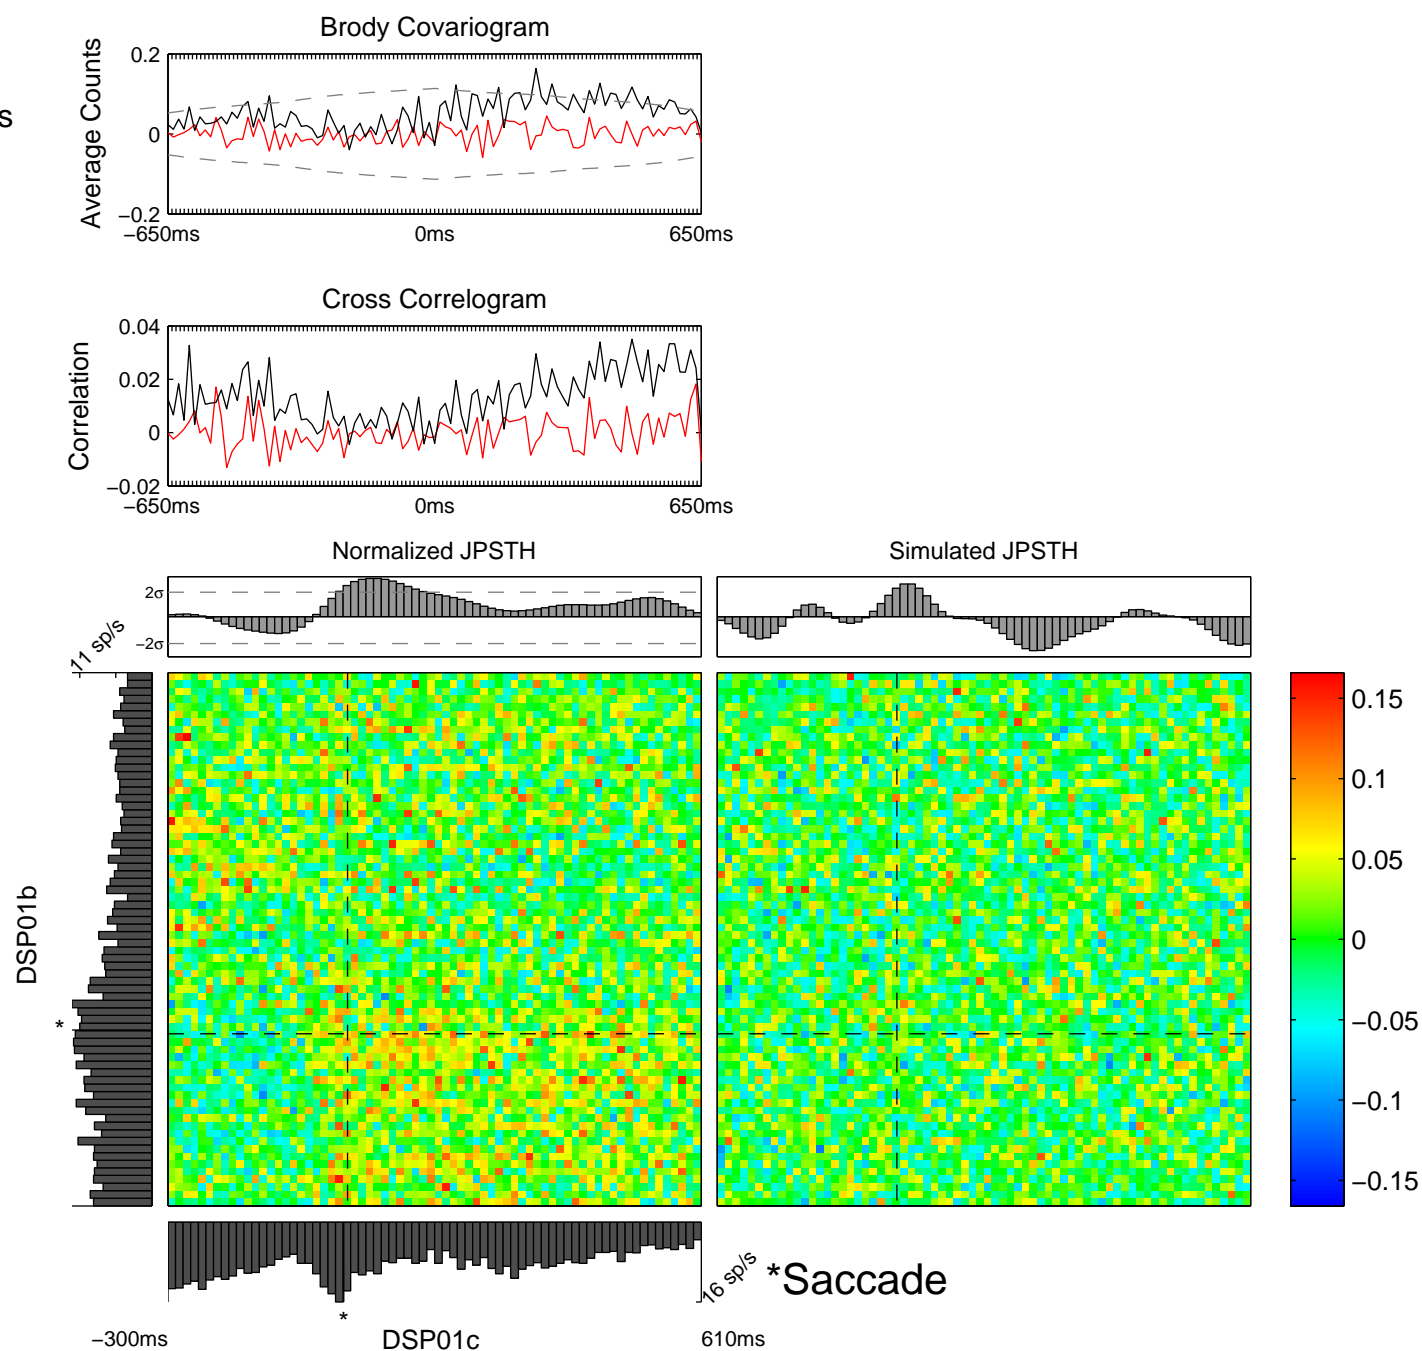 Brody Covariogram
s
Average Counts
0.2
0
−0.2
−650ms
0ms
650ms
Cross Correlogram
Correlation
0.04
0.02
0
−0.02
−650ms
0ms
650ms
Normalized JPSTH
Simulated JPSTH
2σ
−2σ
11 sp/s
DSP01b
*
0.15
0.1
0.05
0
−0.05
−0.1
−0.15
16 sp/s
*Saccade
*
−300ms
DSP01c
610ms